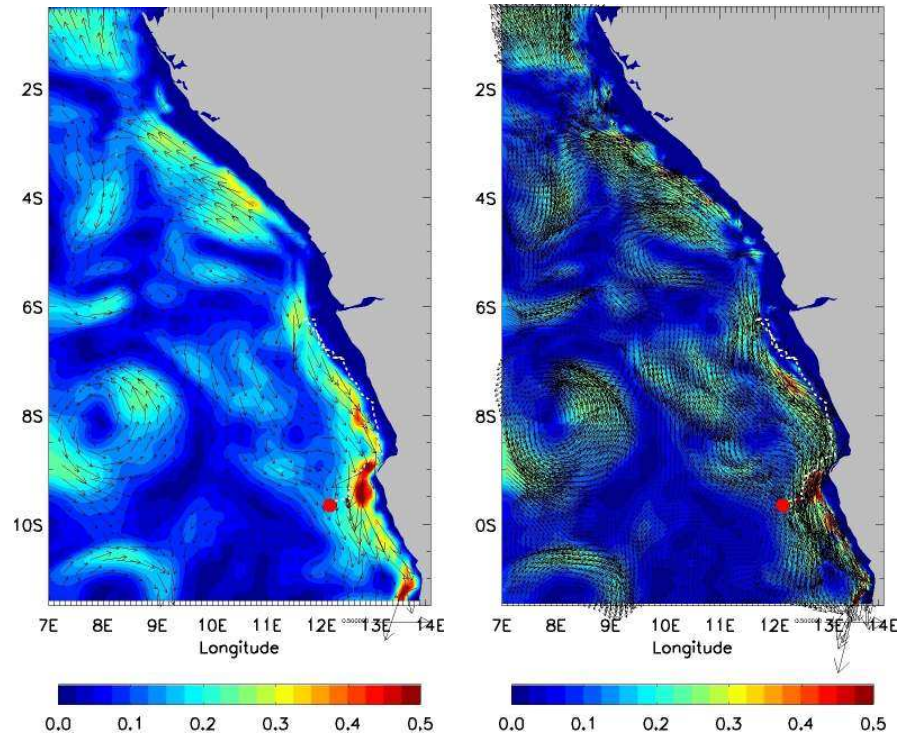 2S 2S
4S 4S
6S 6S
8S 8S
10S 0S
7E 8E 9E 10E 11E 12E 13E 14E 7E 8E 9E 10E 11E 12E 13E 14E
Longitude Longitude
0.0 0.1 0.2 0.3 0.4 0.5 0.0 0.1 0.2 0.3 0.4 0.5